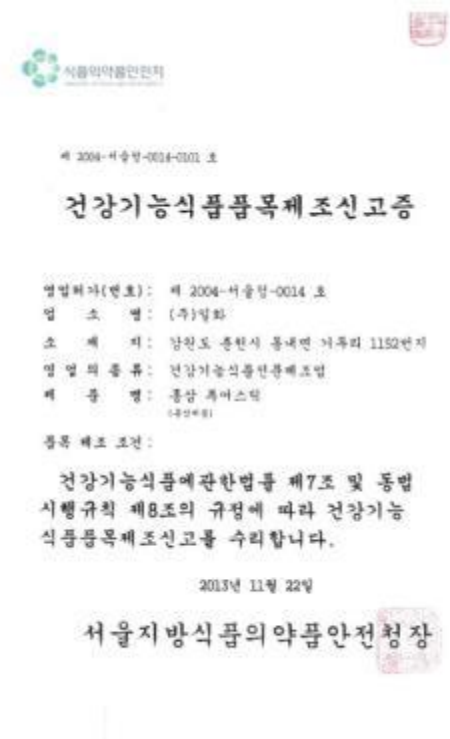 식품의약품안전처
제 2004-서울청-0014-0101 호
건강기능식품품목제조신고증
영업허가(번호): 제 2004-서울청-0014 호
업 소 명: (주)일화
소 재 지: 강원도 춘천시 동내면 거두리 1152번지
영 업 의 종 류: 건강기능식품전문제조업
제 품 명: 홍삼 퓨어스틱
품목 제조 조건:
건강기능식품에관한법률 제7조 및 동법
시행규칙 제8조의 규정에 따라 건강기능
식품품목제조신고를 수리합니다.
2013년 11월 22일
서울지방식품의약품안전청장